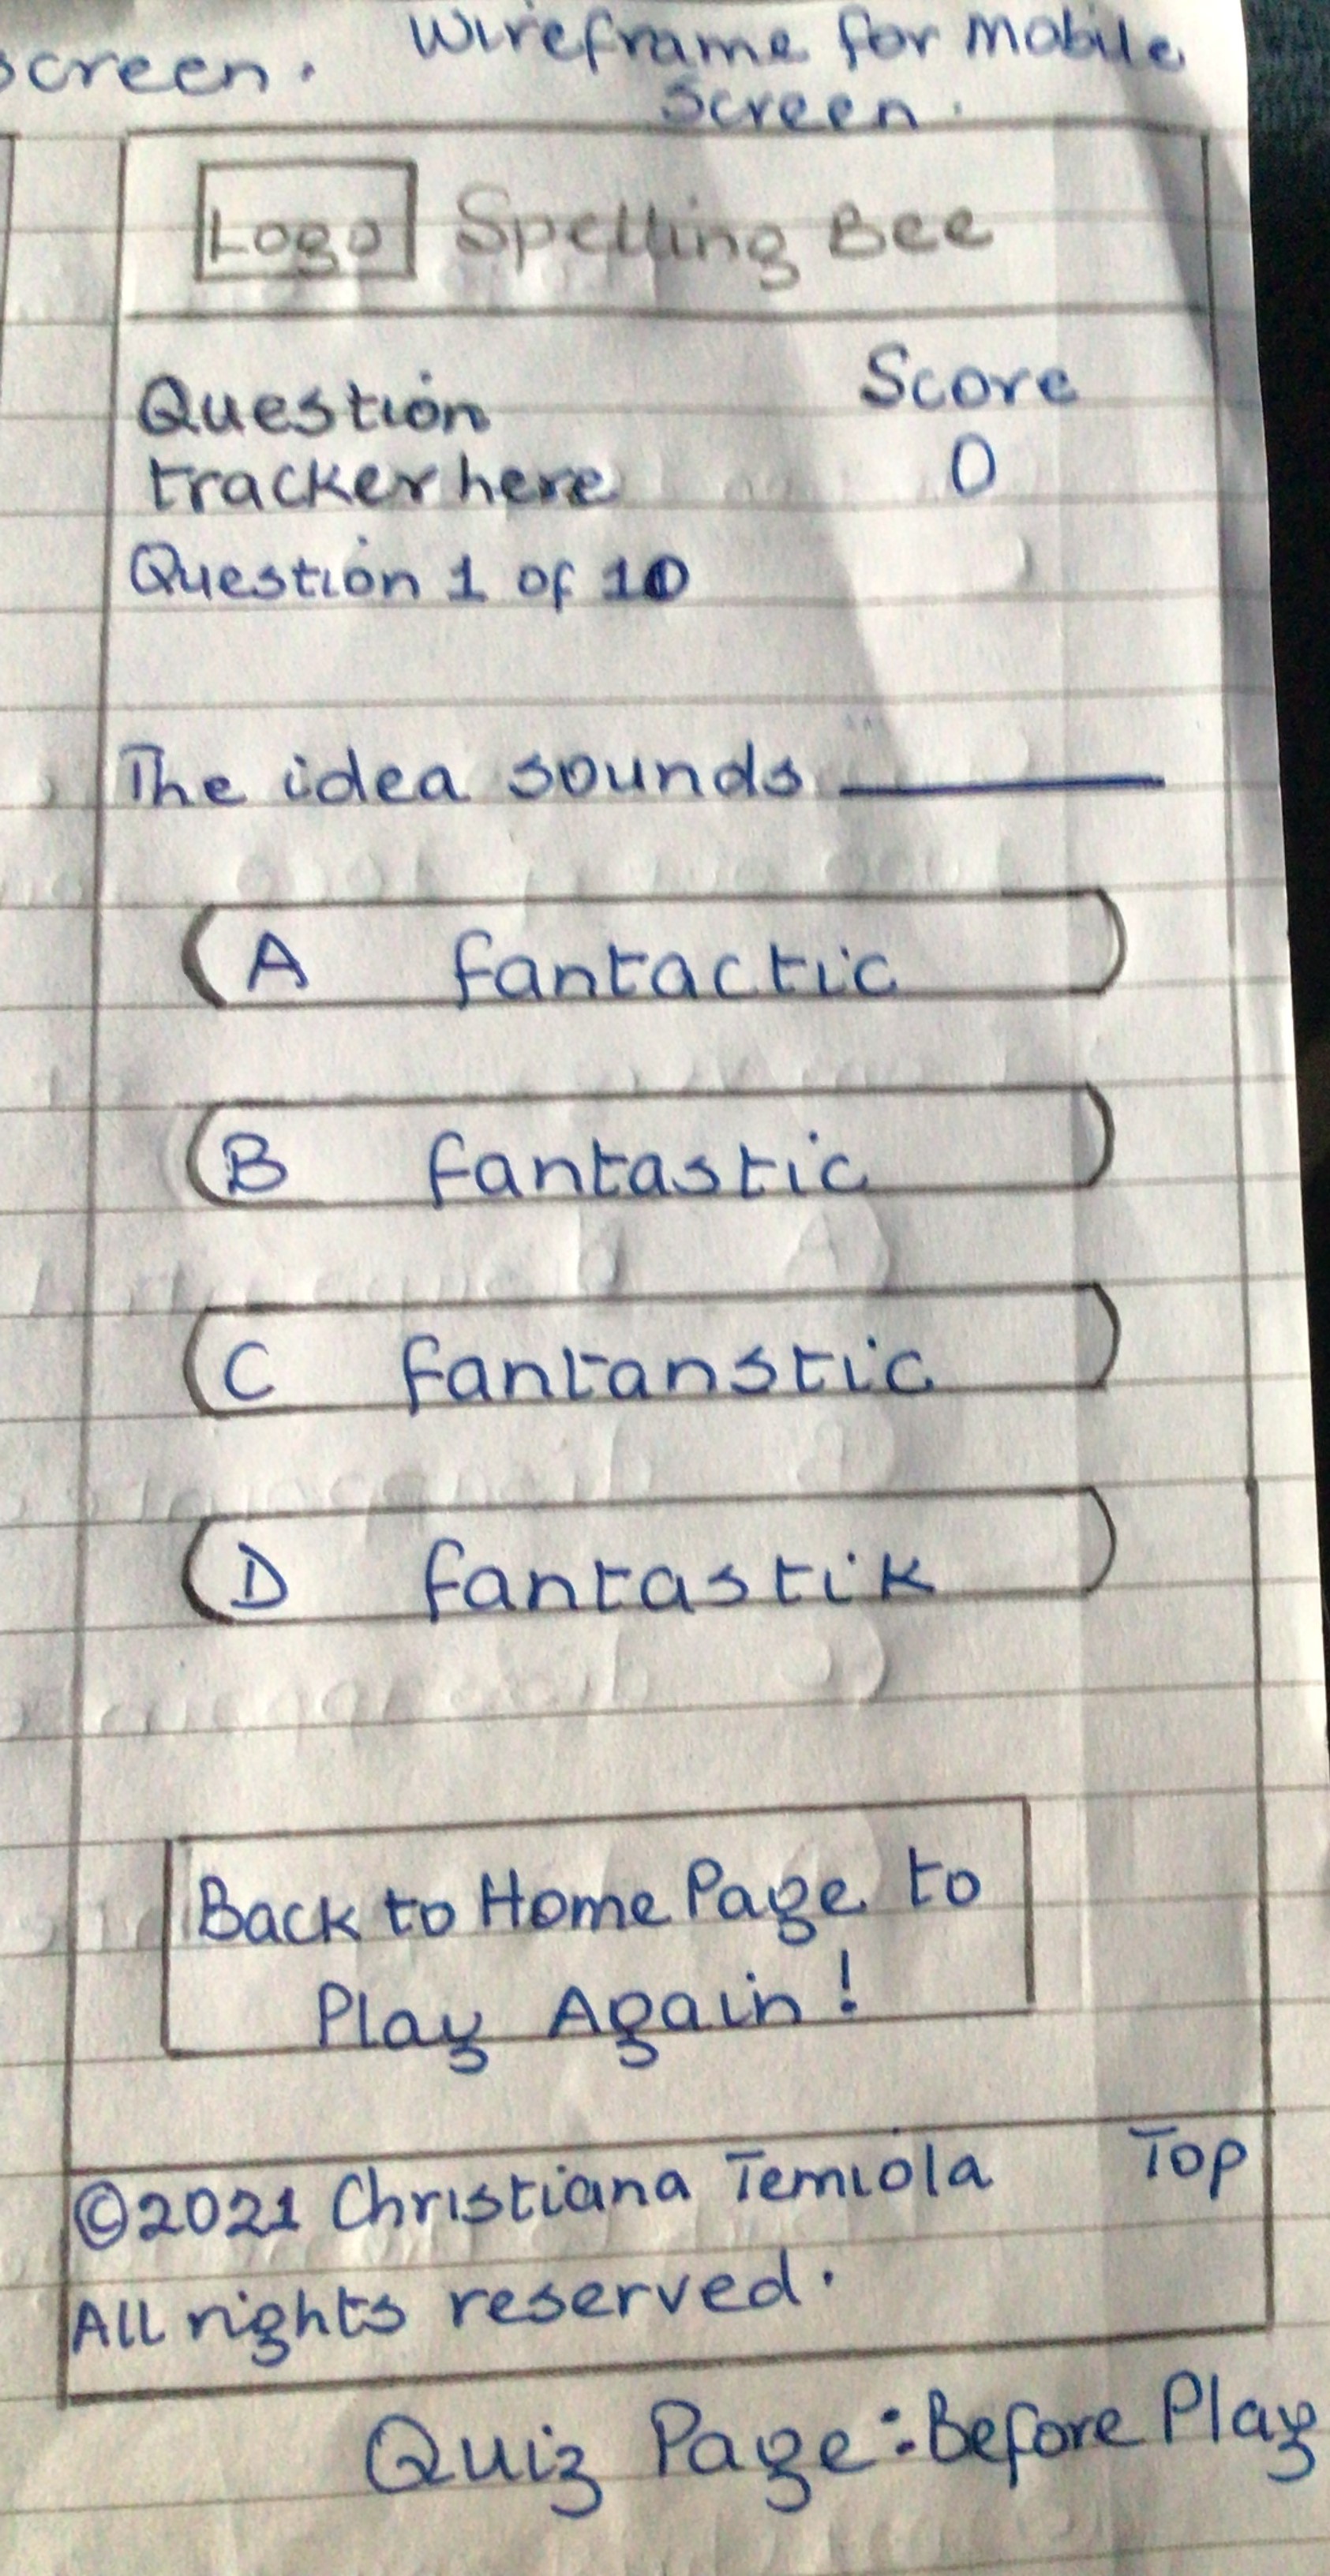 screen.
Wireframe for mobile
screen.
Logo Spelling Bee
Question
tracker here
Score
0
Question 1 of 10
The idea sounds ________
A fantactic
B fantastic
C fantanstic
D fantastik
Back to Home Page to
Play Again!
©2021 Christiana Temiola
Top
All rights reserved.
Quiz Page: Before Play